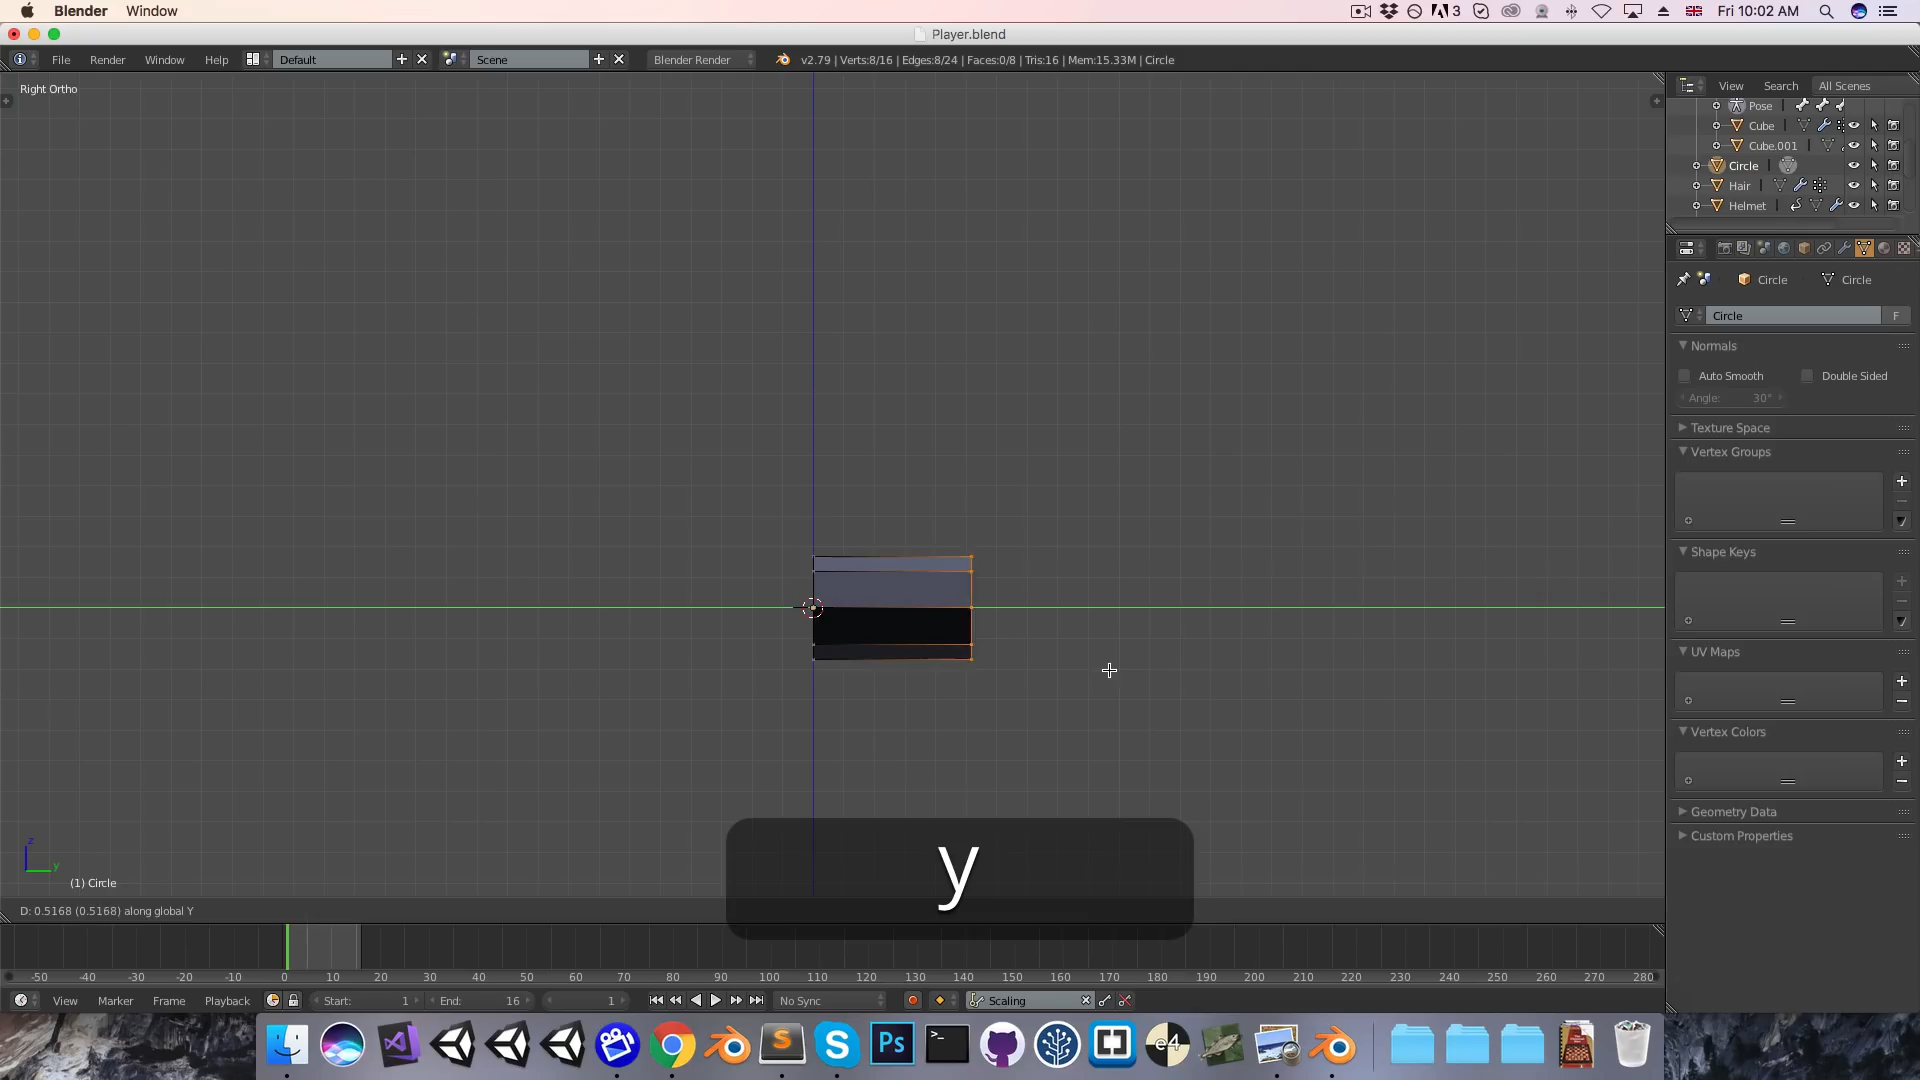 Blender Window 3 Fri 10:02 AM
Player.blend
File Render Window Help Default Scene Blender Render v2.79 | Verts:8/16 | Edges:8/24 | Faces:0/8 | Tris:16 | Mem:15.33M | Circle
Right Ortho
View Search All Scenes
Pose
Cube
Cube.001
Circle
Hair
Helmet
Circle Circle
Circle F
Normals
Auto Smooth Double Sided
Angle: 30°
Texture Space
Vertex Groups
Shape Keys
UV Maps
Vertex Colors
Geometry Data
Custom Properties
z
y
(1) Circle
y
D: 0.5168 (0.5168) along global Y
-50 -40 -30 -20 -10 0 10 20 30 40 50 60 70 80 90 100 110 120 130 140 150 160 170 180 190 200 210 220 230 240 250 260 270 280
View Marker Frame Playback Start: 1 End: 16 1 No Sync Scaling
S S Ps >_ e4